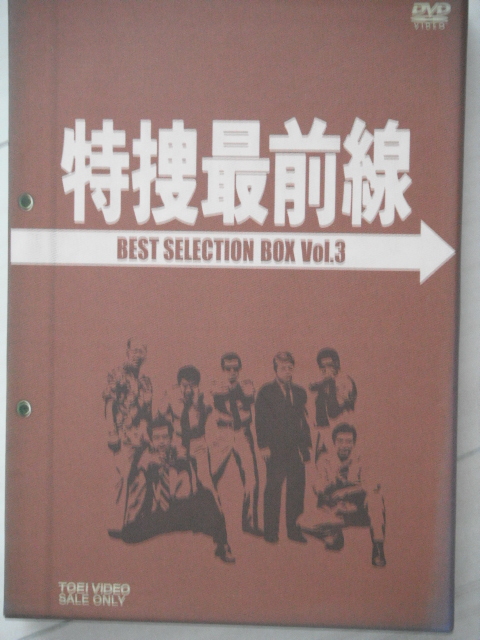 DVD
VIDEO
特捜最前線
BEST SELECTION BOX Vol.3
TOEI VIDEO
SALE ONLY